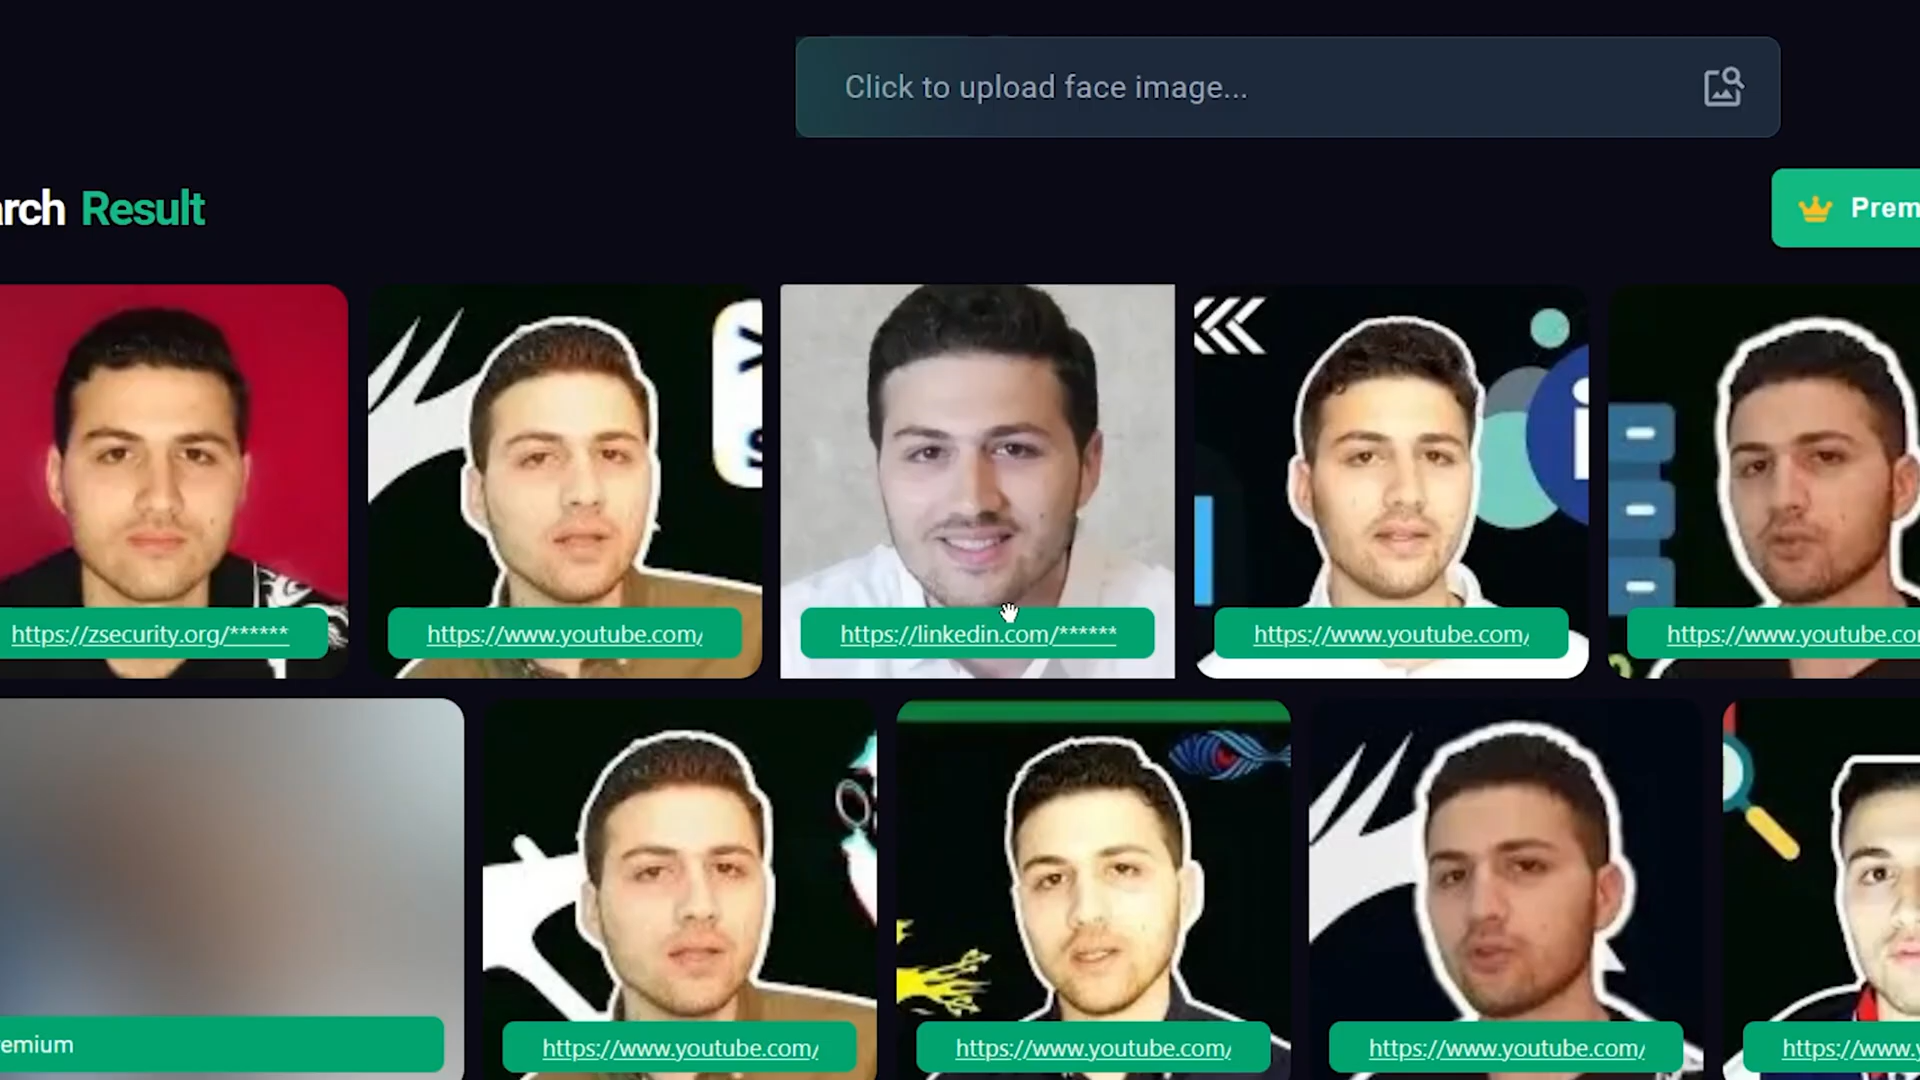 Click to upload face image...
arch Result
Prem
https://zsecurity.org/******
https://www.youtube.com/
https://linkedin.com/******
https://www.youtube.com/
https://www.youtube.co
emium
https://www.youtube.com/
https://www.youtube.com/
https://www.youtube.com/
https://www.y